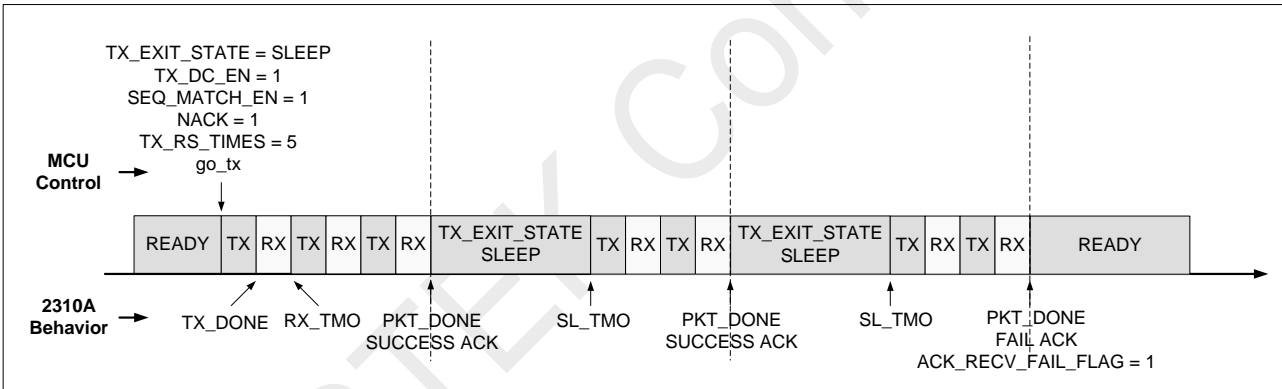 TX_EXIT_STATE = SLEEP
TX_DC_EN = 1
SEQ_MATCH_EN = 1
NACK = 1
TX_RS_TIMES = 5
go_tx
MCU
Control
READY TX RX TX RX TX RX TX_EXIT_STATE SLEEP TX RX TX RX TX_EXIT_STATE SLEEP TX RX TX RX READY
2310A
Behavior
TX_DONE RX_TMO PKT_DONE SL_TMO PKT_DONE SL_TMO PKT_DONE
SUCCESS ACK SUCCESS ACK FAIL ACK
ACK_RECV_FAIL_FLAG = 1